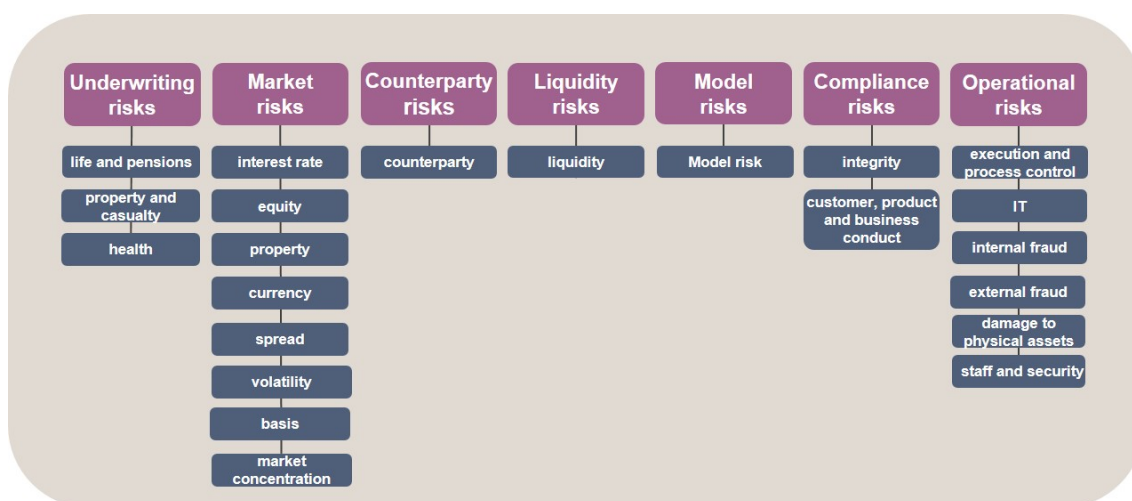 Underwriting
risks
life and pensions
property and
casualty
health
Market
risks
interest rate
equity
property
currency
spread
volatility
basis
market
concentration
Counterparty
risks
counterparty
Liquidity
risks
liquidity
Model
risks
Model risk
Compliance
risks
integrity
customer, product
and business
conduct
Operational
risks
execution and
process control
IT
internal fraud
external fraud
damage to
physical assets
staff and security